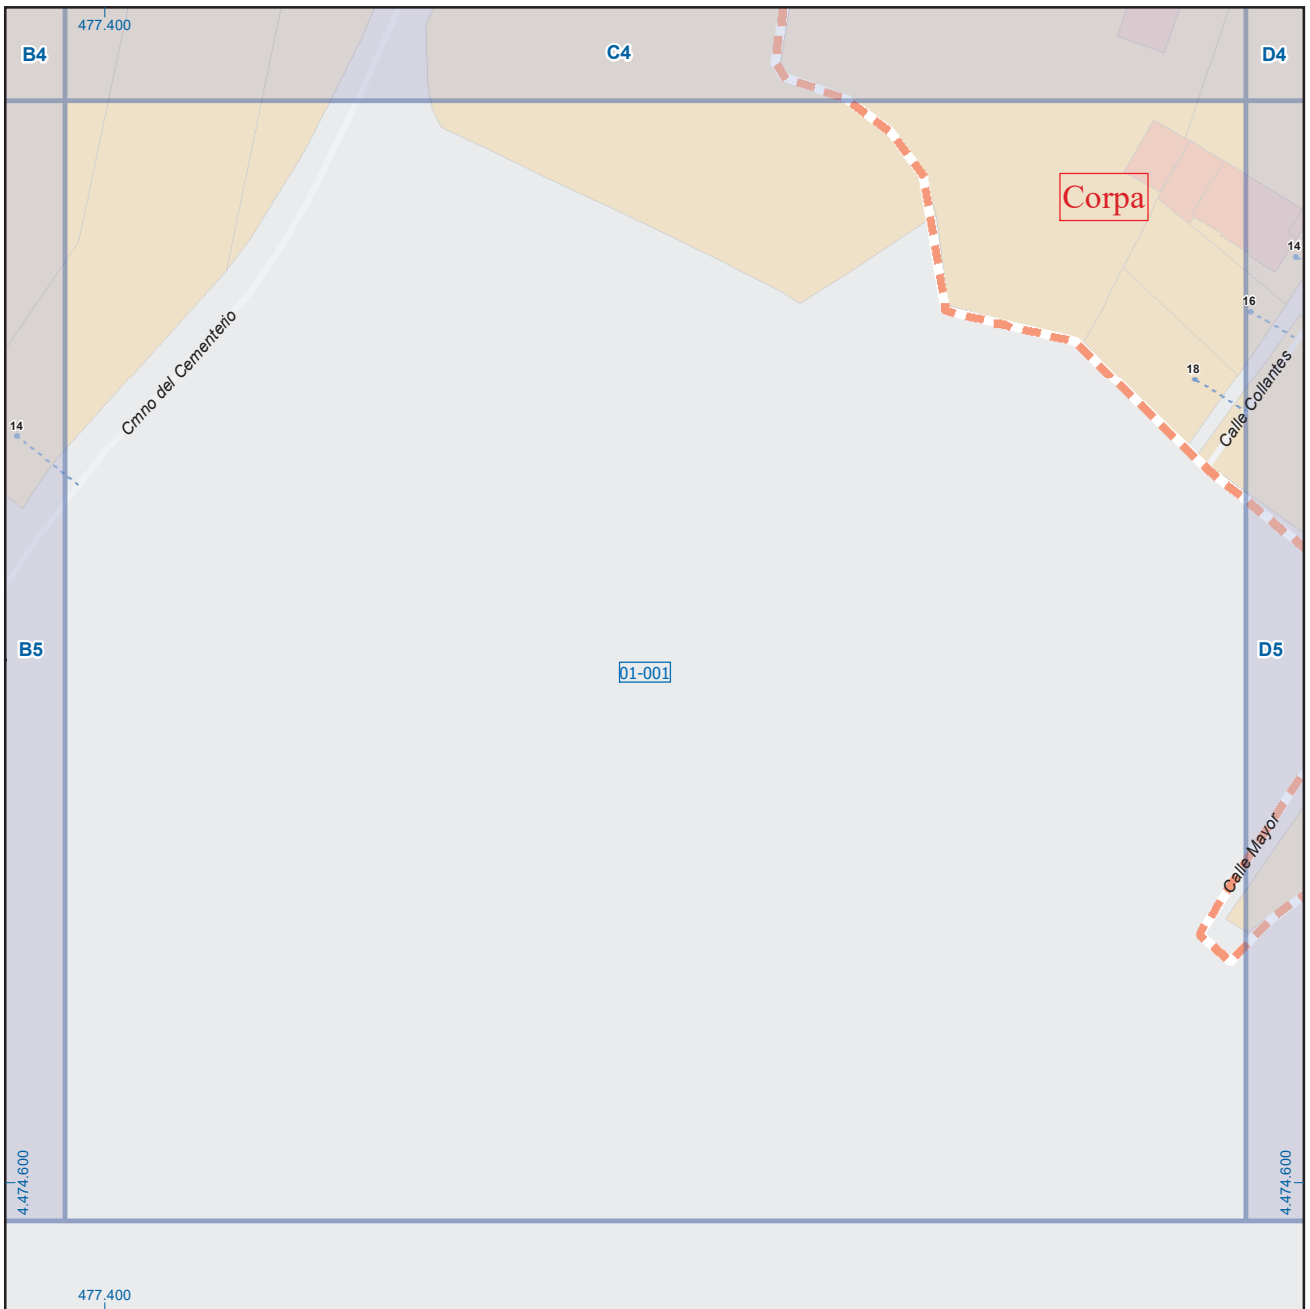 477.400
B4
C4
D4
Corpa
14
16
Cmno del Cementerio
18
Calle Collantes
14
B5
D5
01-001
Calle Mayor
4.474.600
4.474.600
477.400